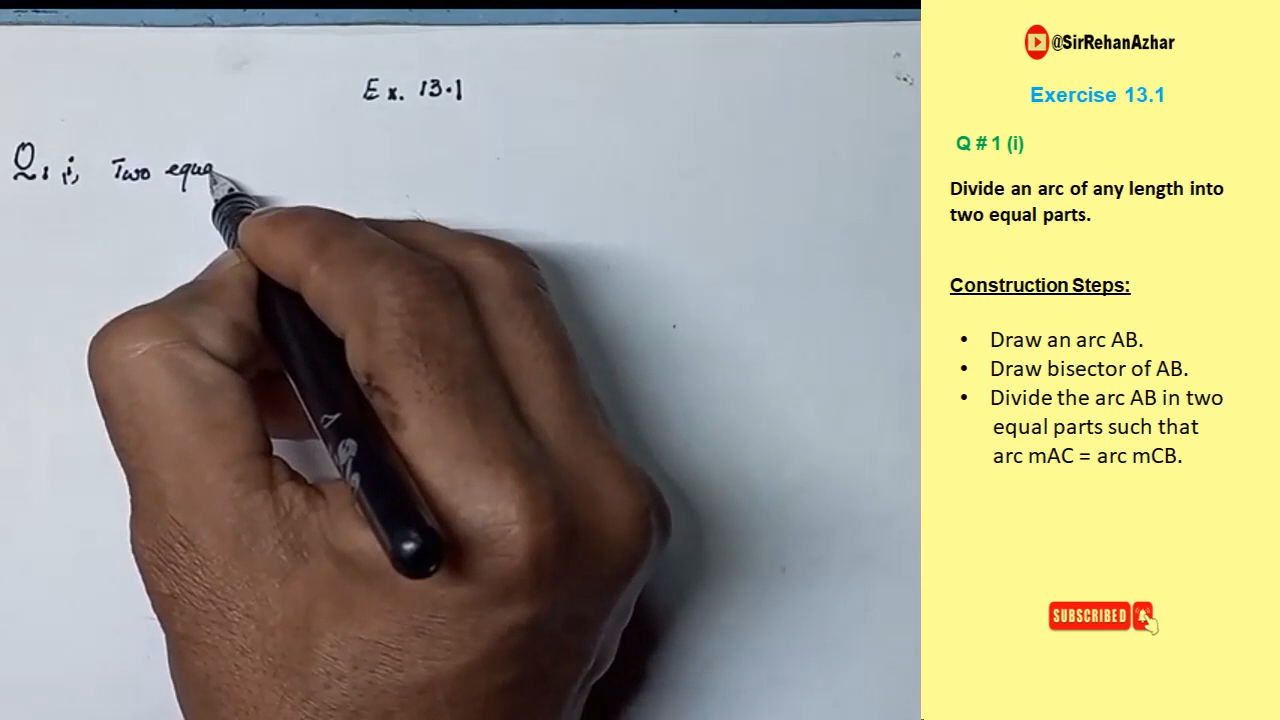 Ex. 13.1
Q.1 i, Two equa
@SirRehanAzhar
Exercise 13.1
Q # 1 (i)
Divide an arc of any length into
two equal parts.
Construction Steps:
• Draw an arc AB.
• Draw bisector of AB.
• Divide the arc AB in two
equal parts such that
arc mAC = arc mCB.
SUBSCRIBED